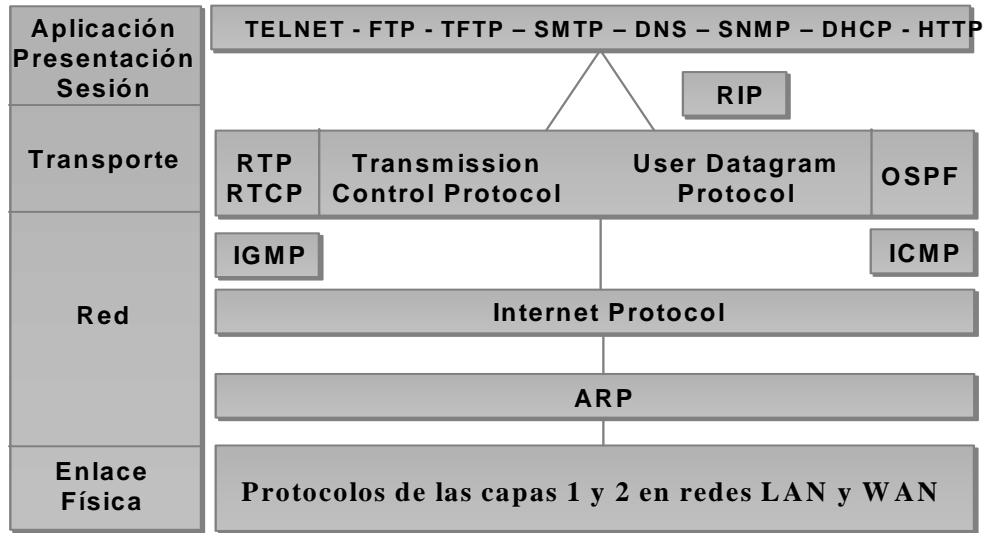 Aplicación
Presentación
Sesión
TELNET - FTP - TFTP – SMTP – DNS – SNMP – DHCP - HTTP
RIP
Transporte
RTP
RTCP
Transmission
Control Protocol
User Datagram
Protocol
OSPF
Red
IGMP
ICMP
Internet Protocol
ARP
Enlace
Física
Protocolos de las capas 1 y 2 en redes LAN y WAN